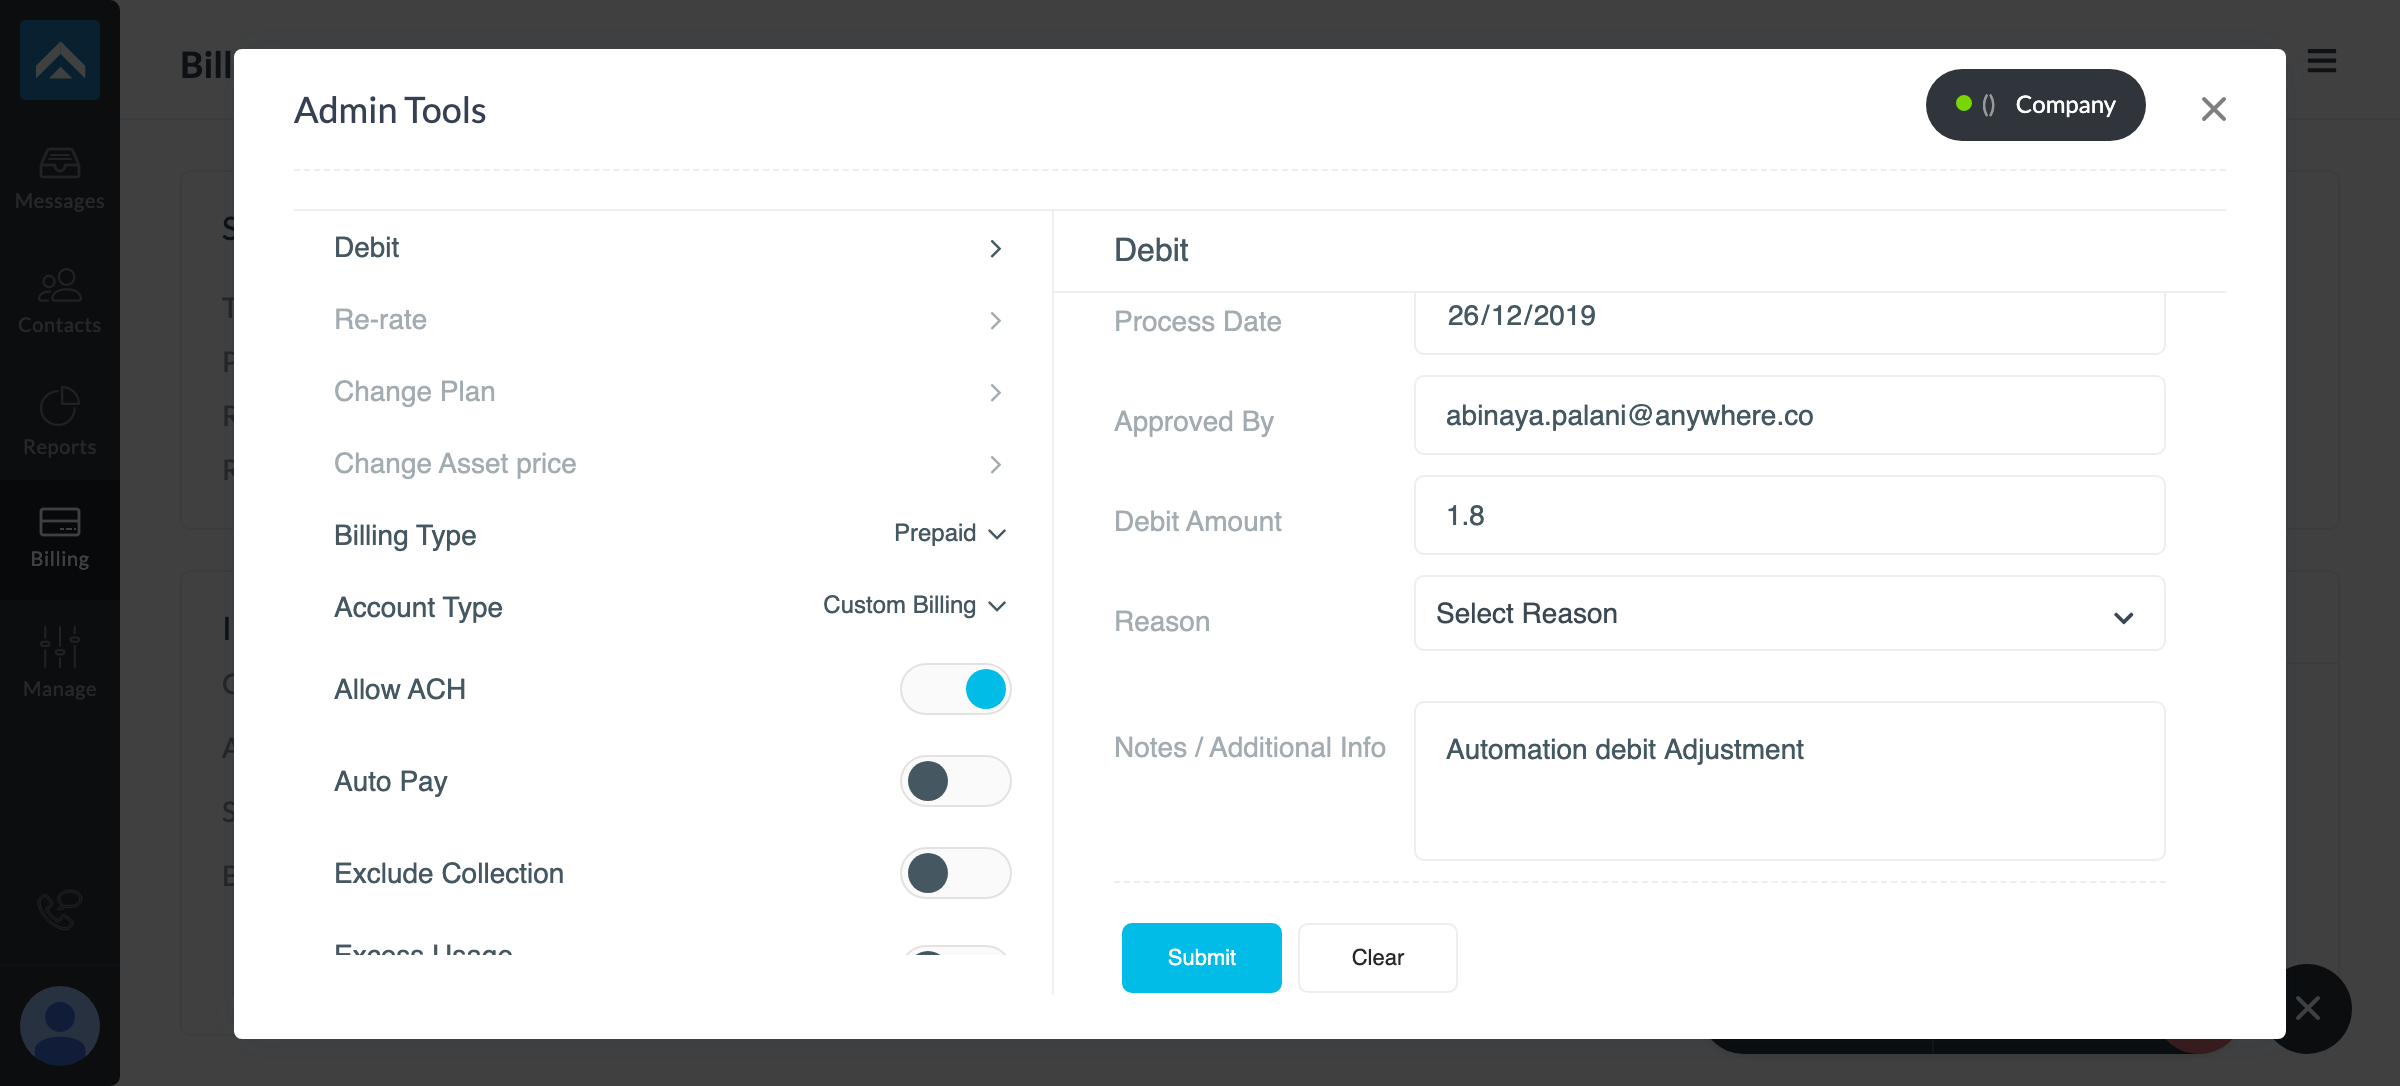 Bill
Admin Tools
() Company
Messages
Contacts
Reports
Billing
Manage
Debit
Re-rate
Change Plan
Change Asset price
Billing Type Prepaid
Account Type Custom Billing
Allow ACH
Auto Pay
Exclude Collection
Excess Usage
Debit
Process Date 26/12/2019
Approved By abinaya.palani@anywhere.co
Debit Amount 1.8
Reason Select Reason
Notes / Additional Info Automation debit Adjustment
Submit Clear